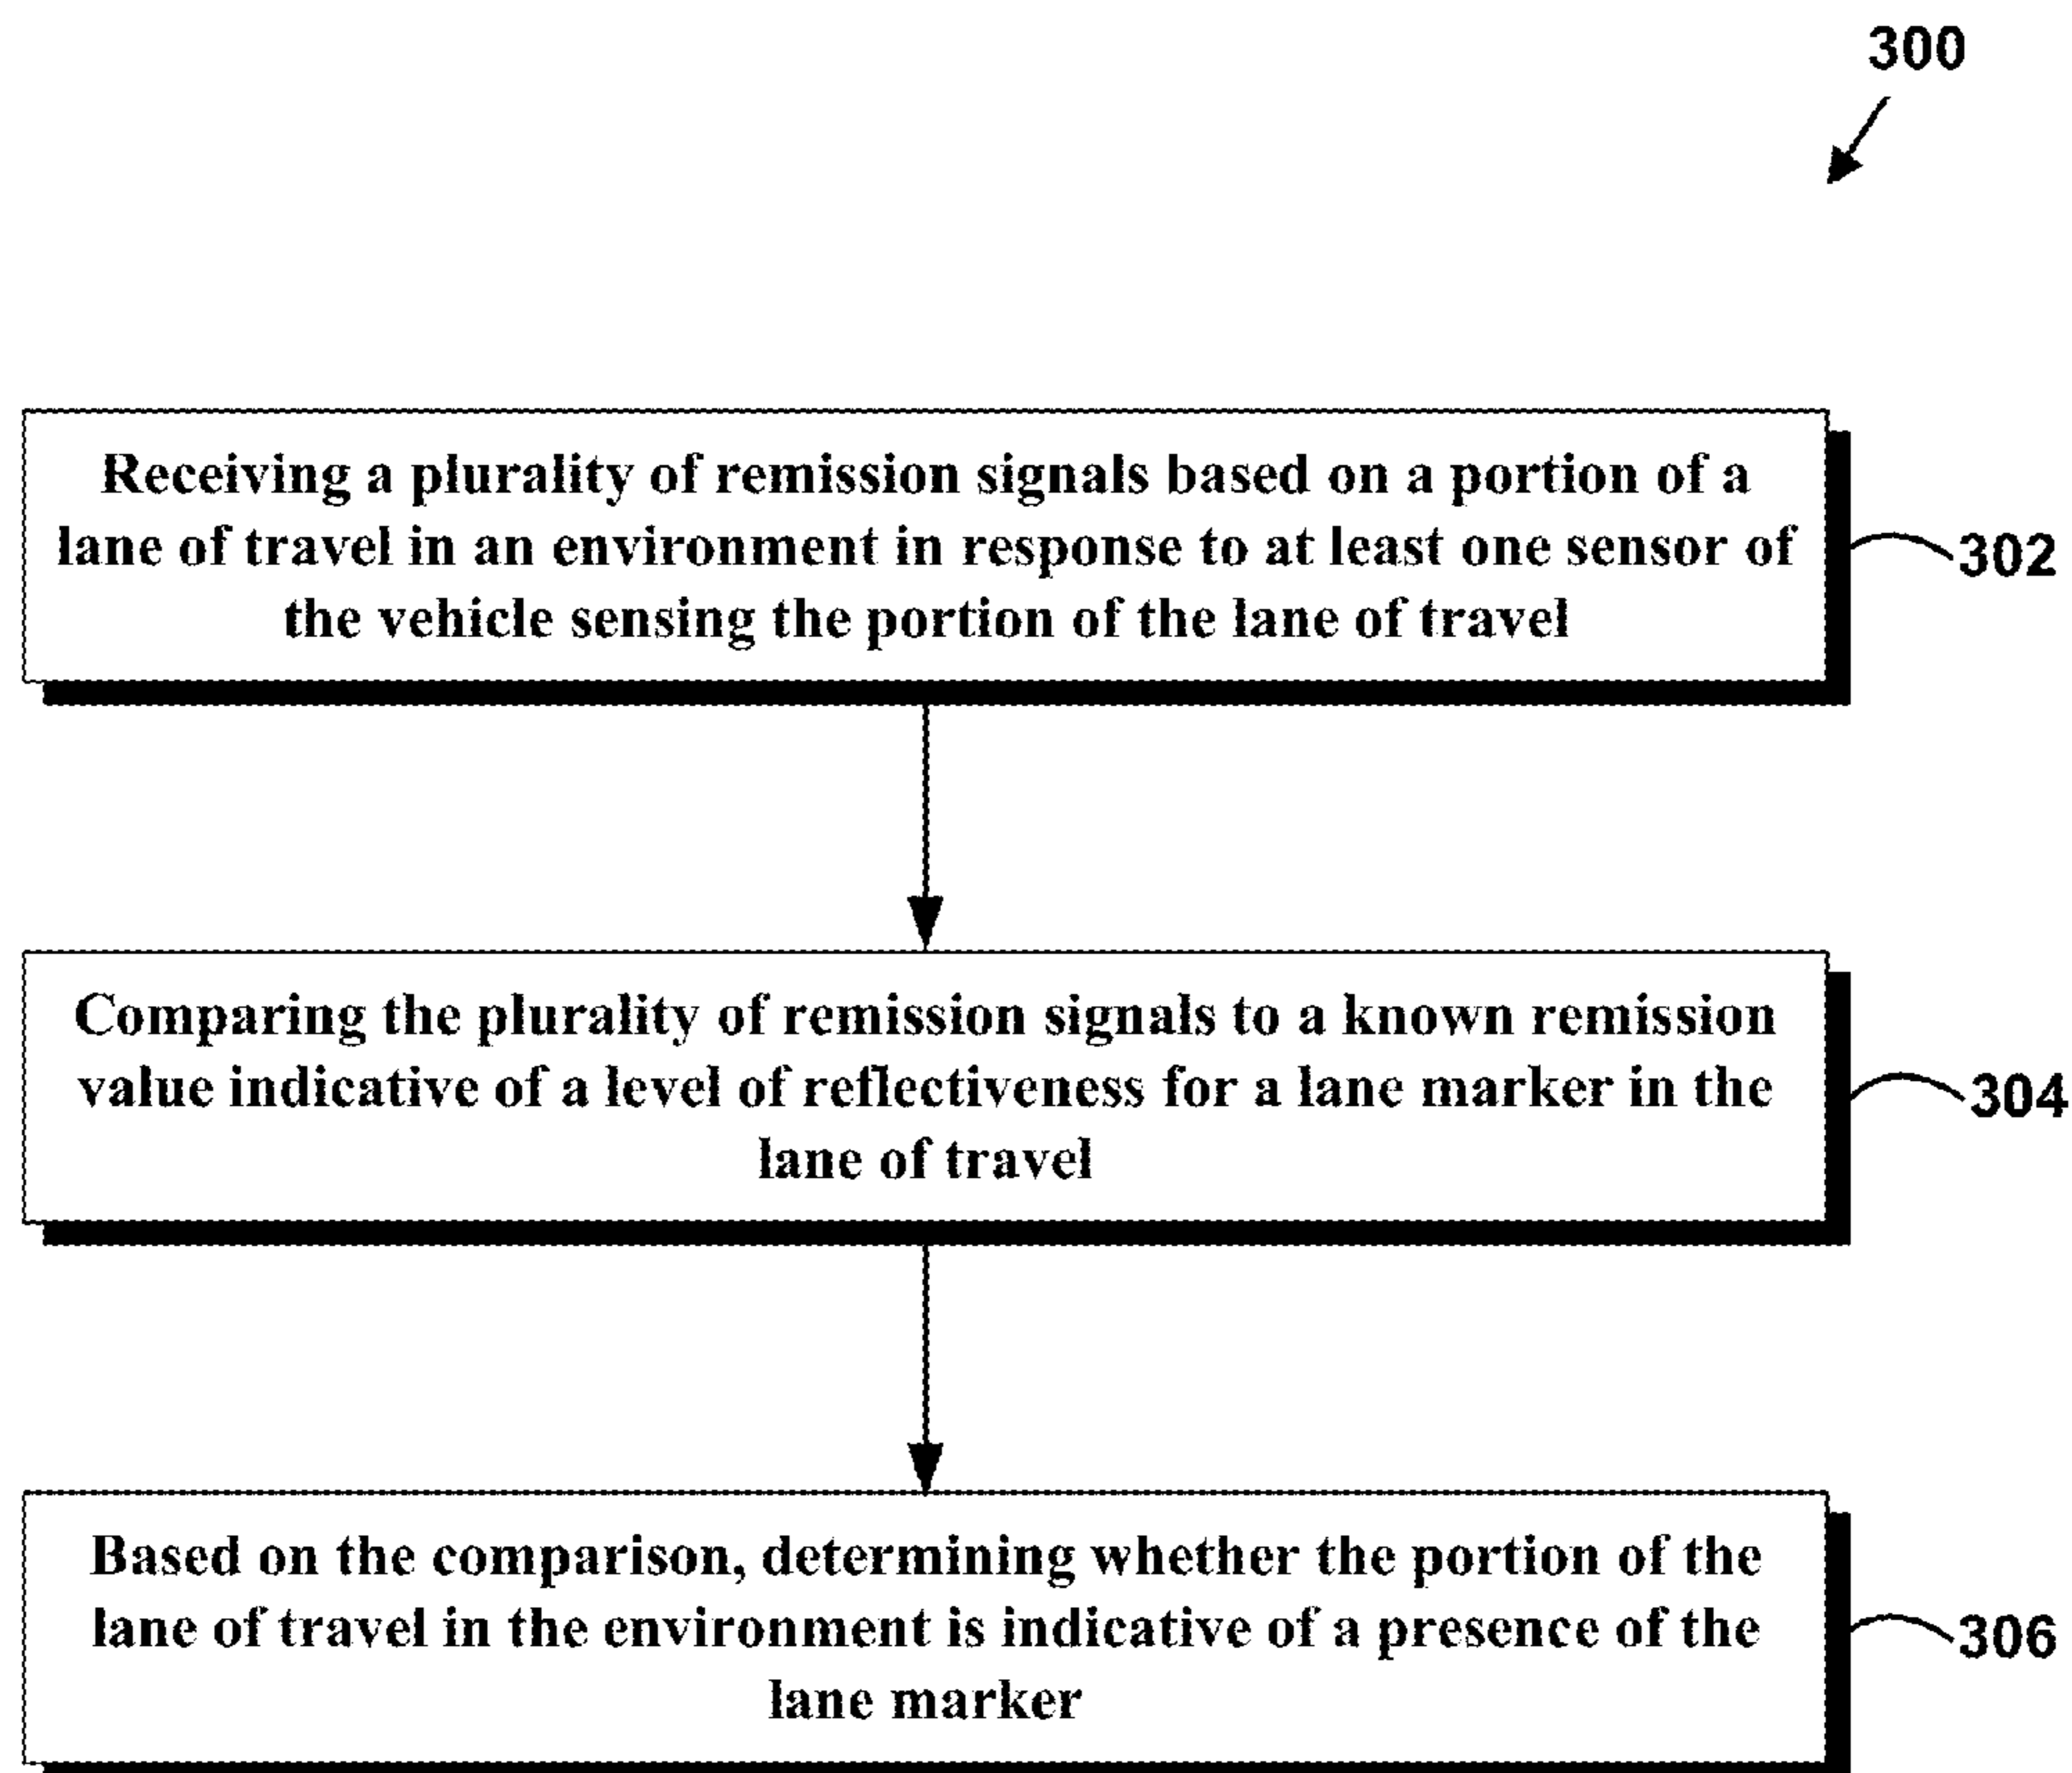 300
Receiving a plurality of remission signals based on a portion of a
lane of travel in an environment in response to at least one sensor of
the vehicle sensing the portion of the lane of travel
302
Comparing the plurality of remission signals to a known remission
value indicative of a level of reflectiveness for a lane marker in the
lane of travel
304
Based on the comparison, determining whether the portion of the
lane of travel in the environment is indicative of a presence of the
lane marker
306